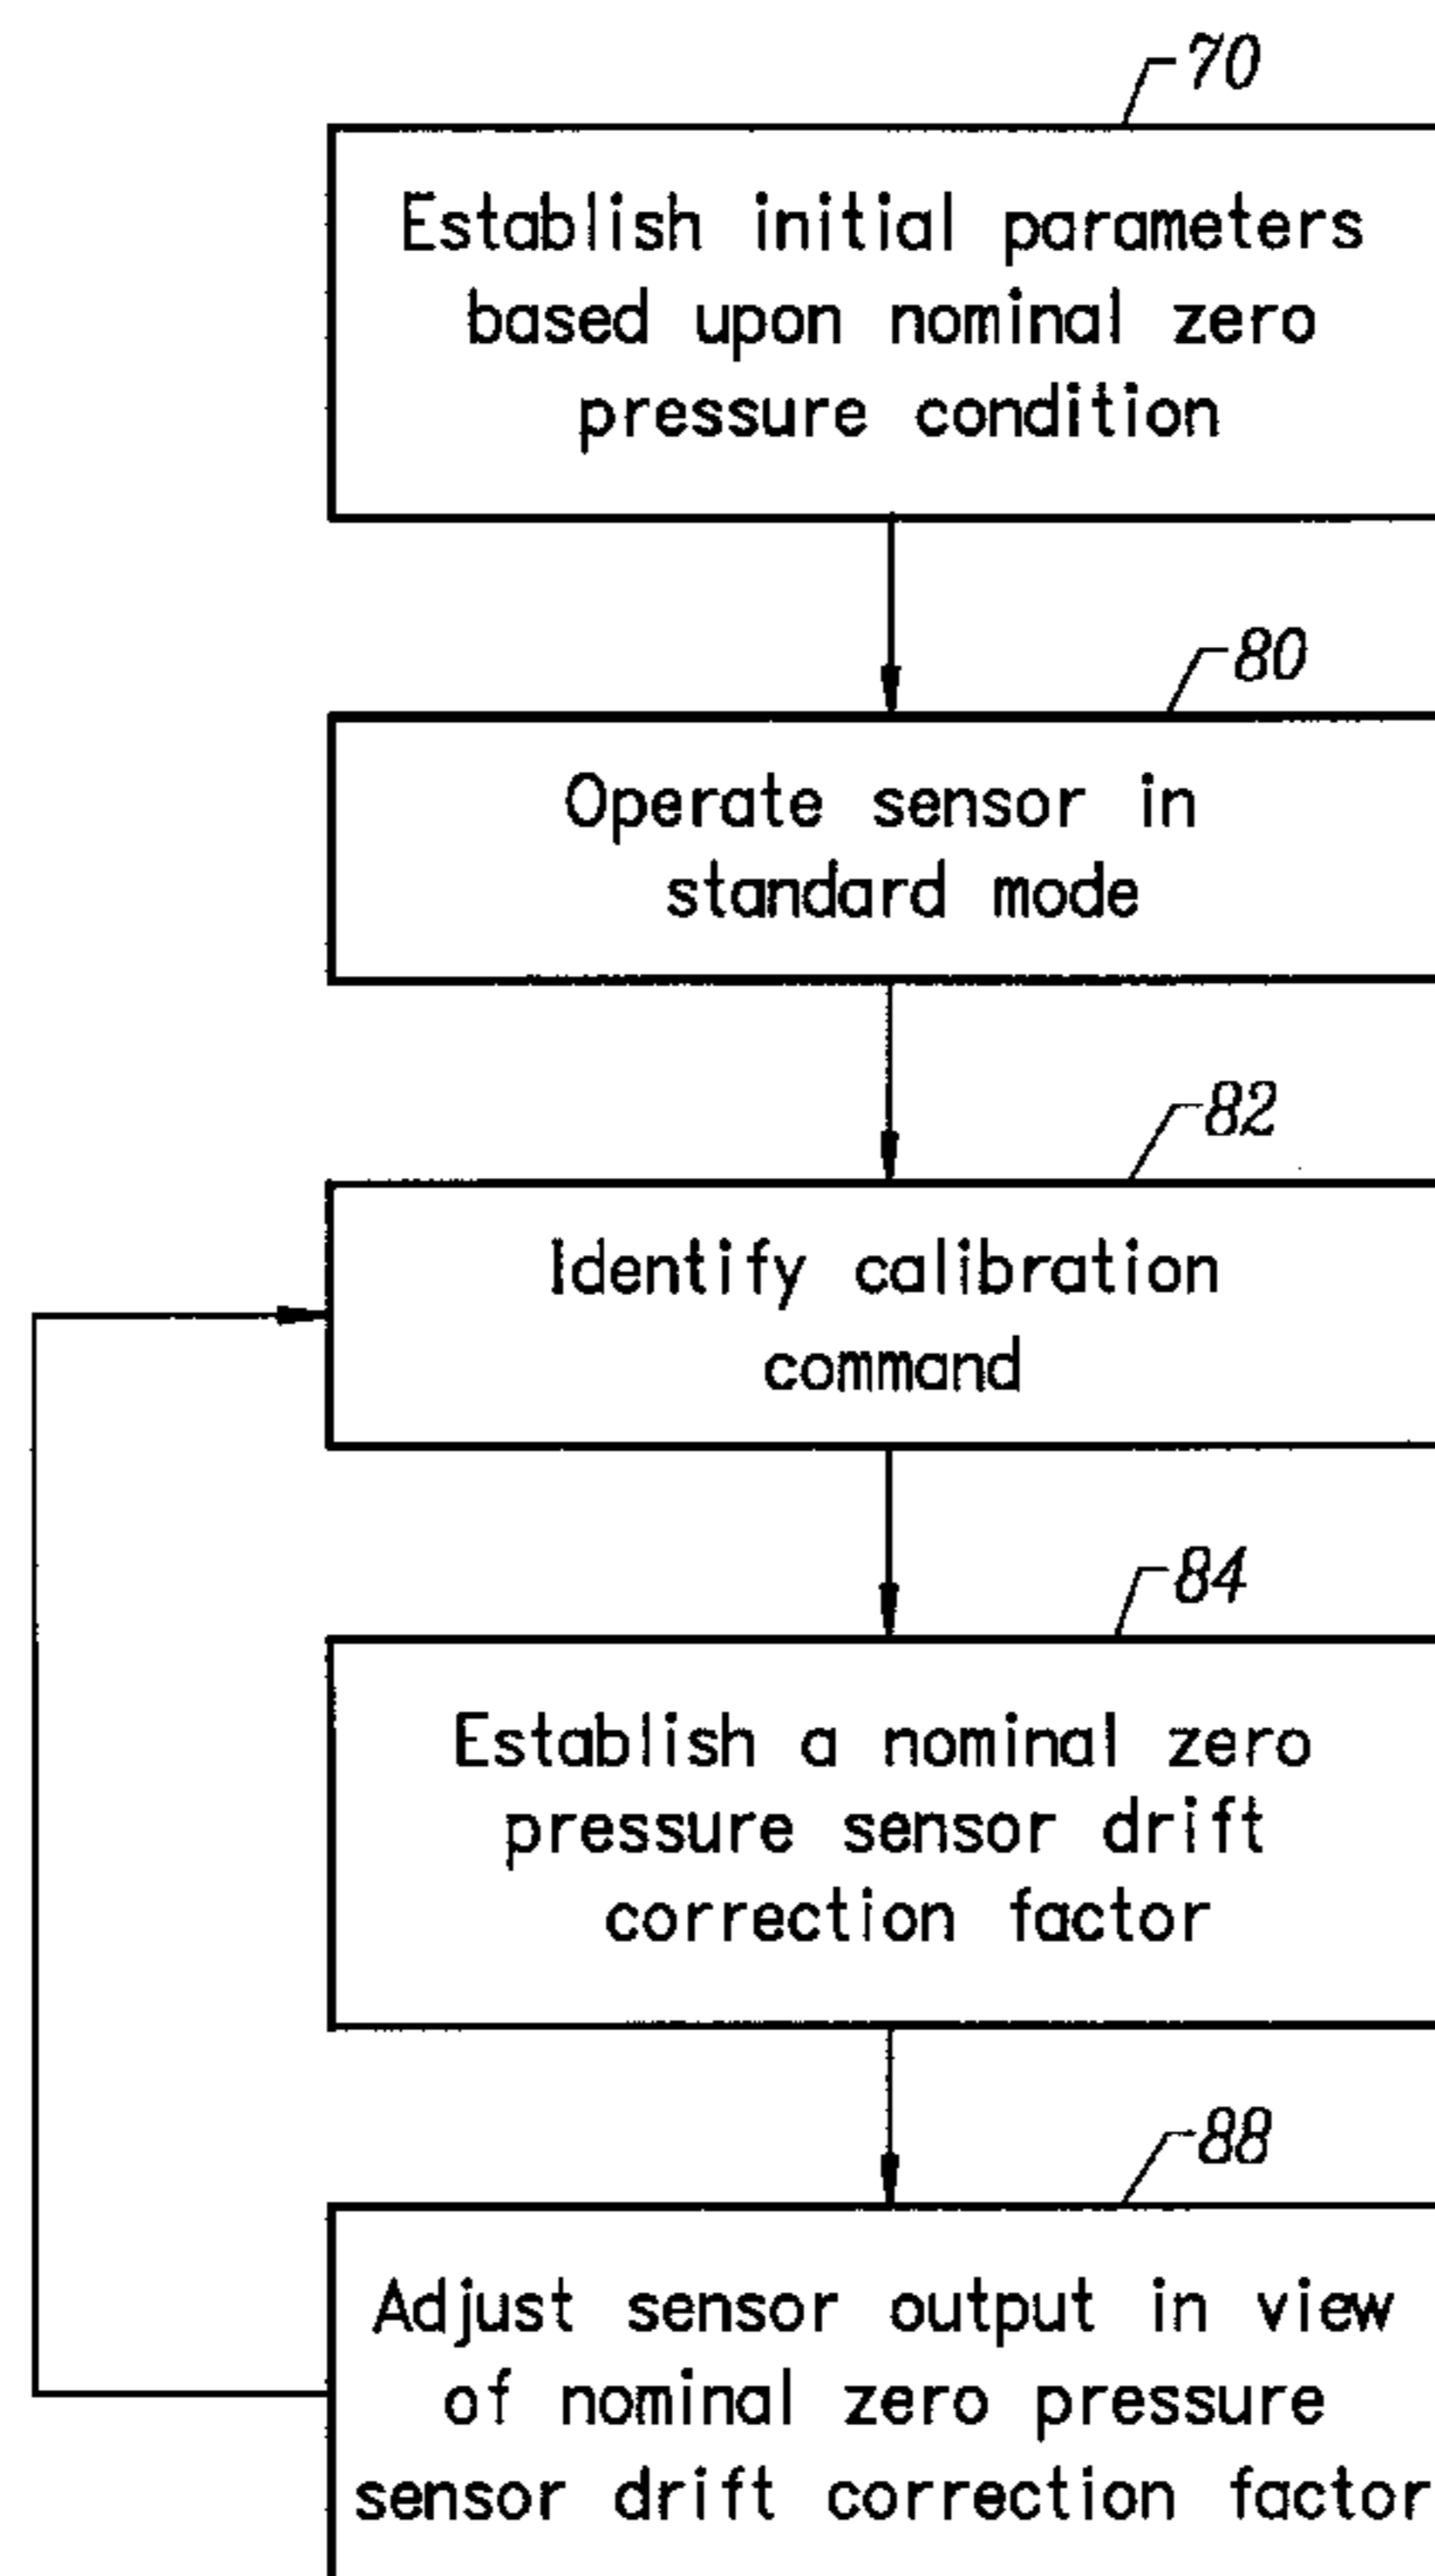 70
Establish initial parameters
based upon nominal zero
pressure condition
80
Operate sensor in
standard mode
82
Identify calibration
command
84
Establish a nominal zero
pressure sensor drift
correction factor
88
Adjust sensor output in view
of nominal zero pressure
sensor drift correction factor